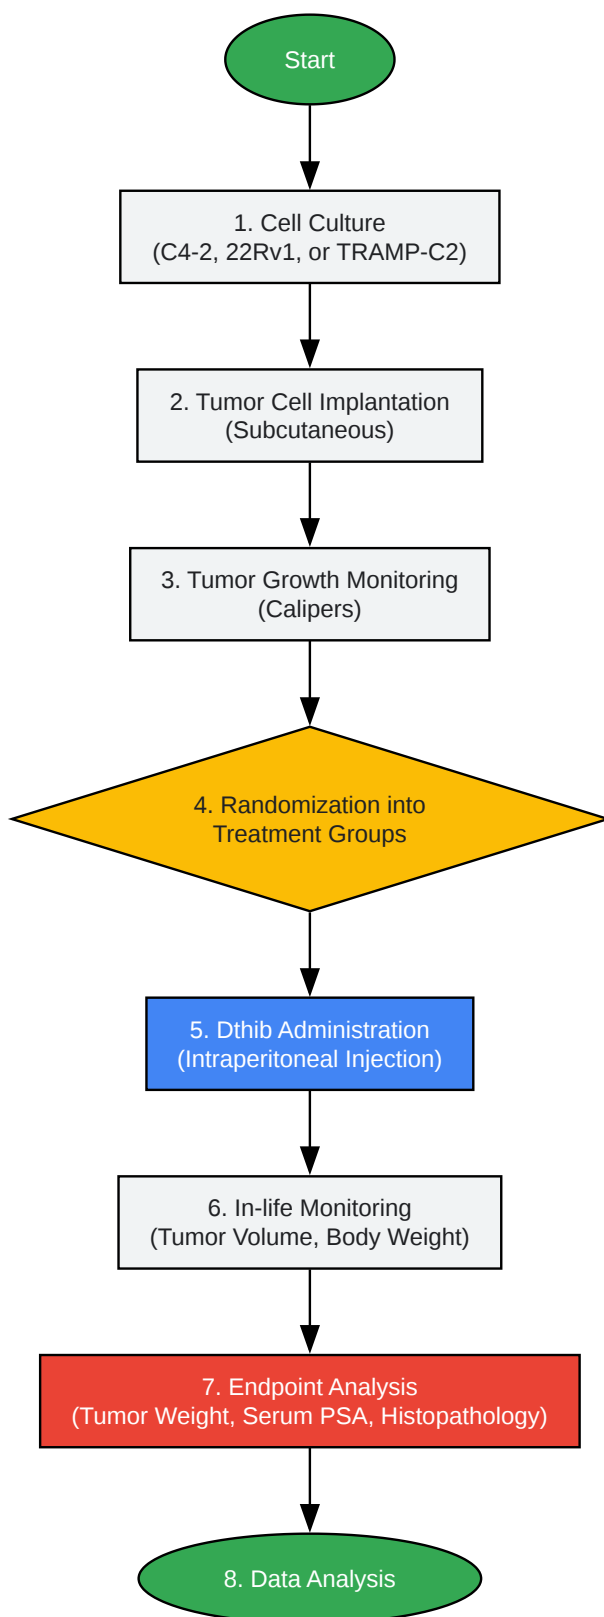 Start
1. Cell Culture
(C4-2, 22Rv1, or TRAMP-C2)
2. Tumor Cell Implantation
(Subcutaneous)
3. Tumor Growth Monitoring
(Calipers)
4. Randomization into
Treatment Groups
5. Dthib Administration
(Intraperitoneal Injection)
6. In-life Monitoring
(Tumor Volume, Body Weight)
7. Endpoint Analysis
(Tumor Weight, Serum PSA, Histopathology)
8. Data Analysis